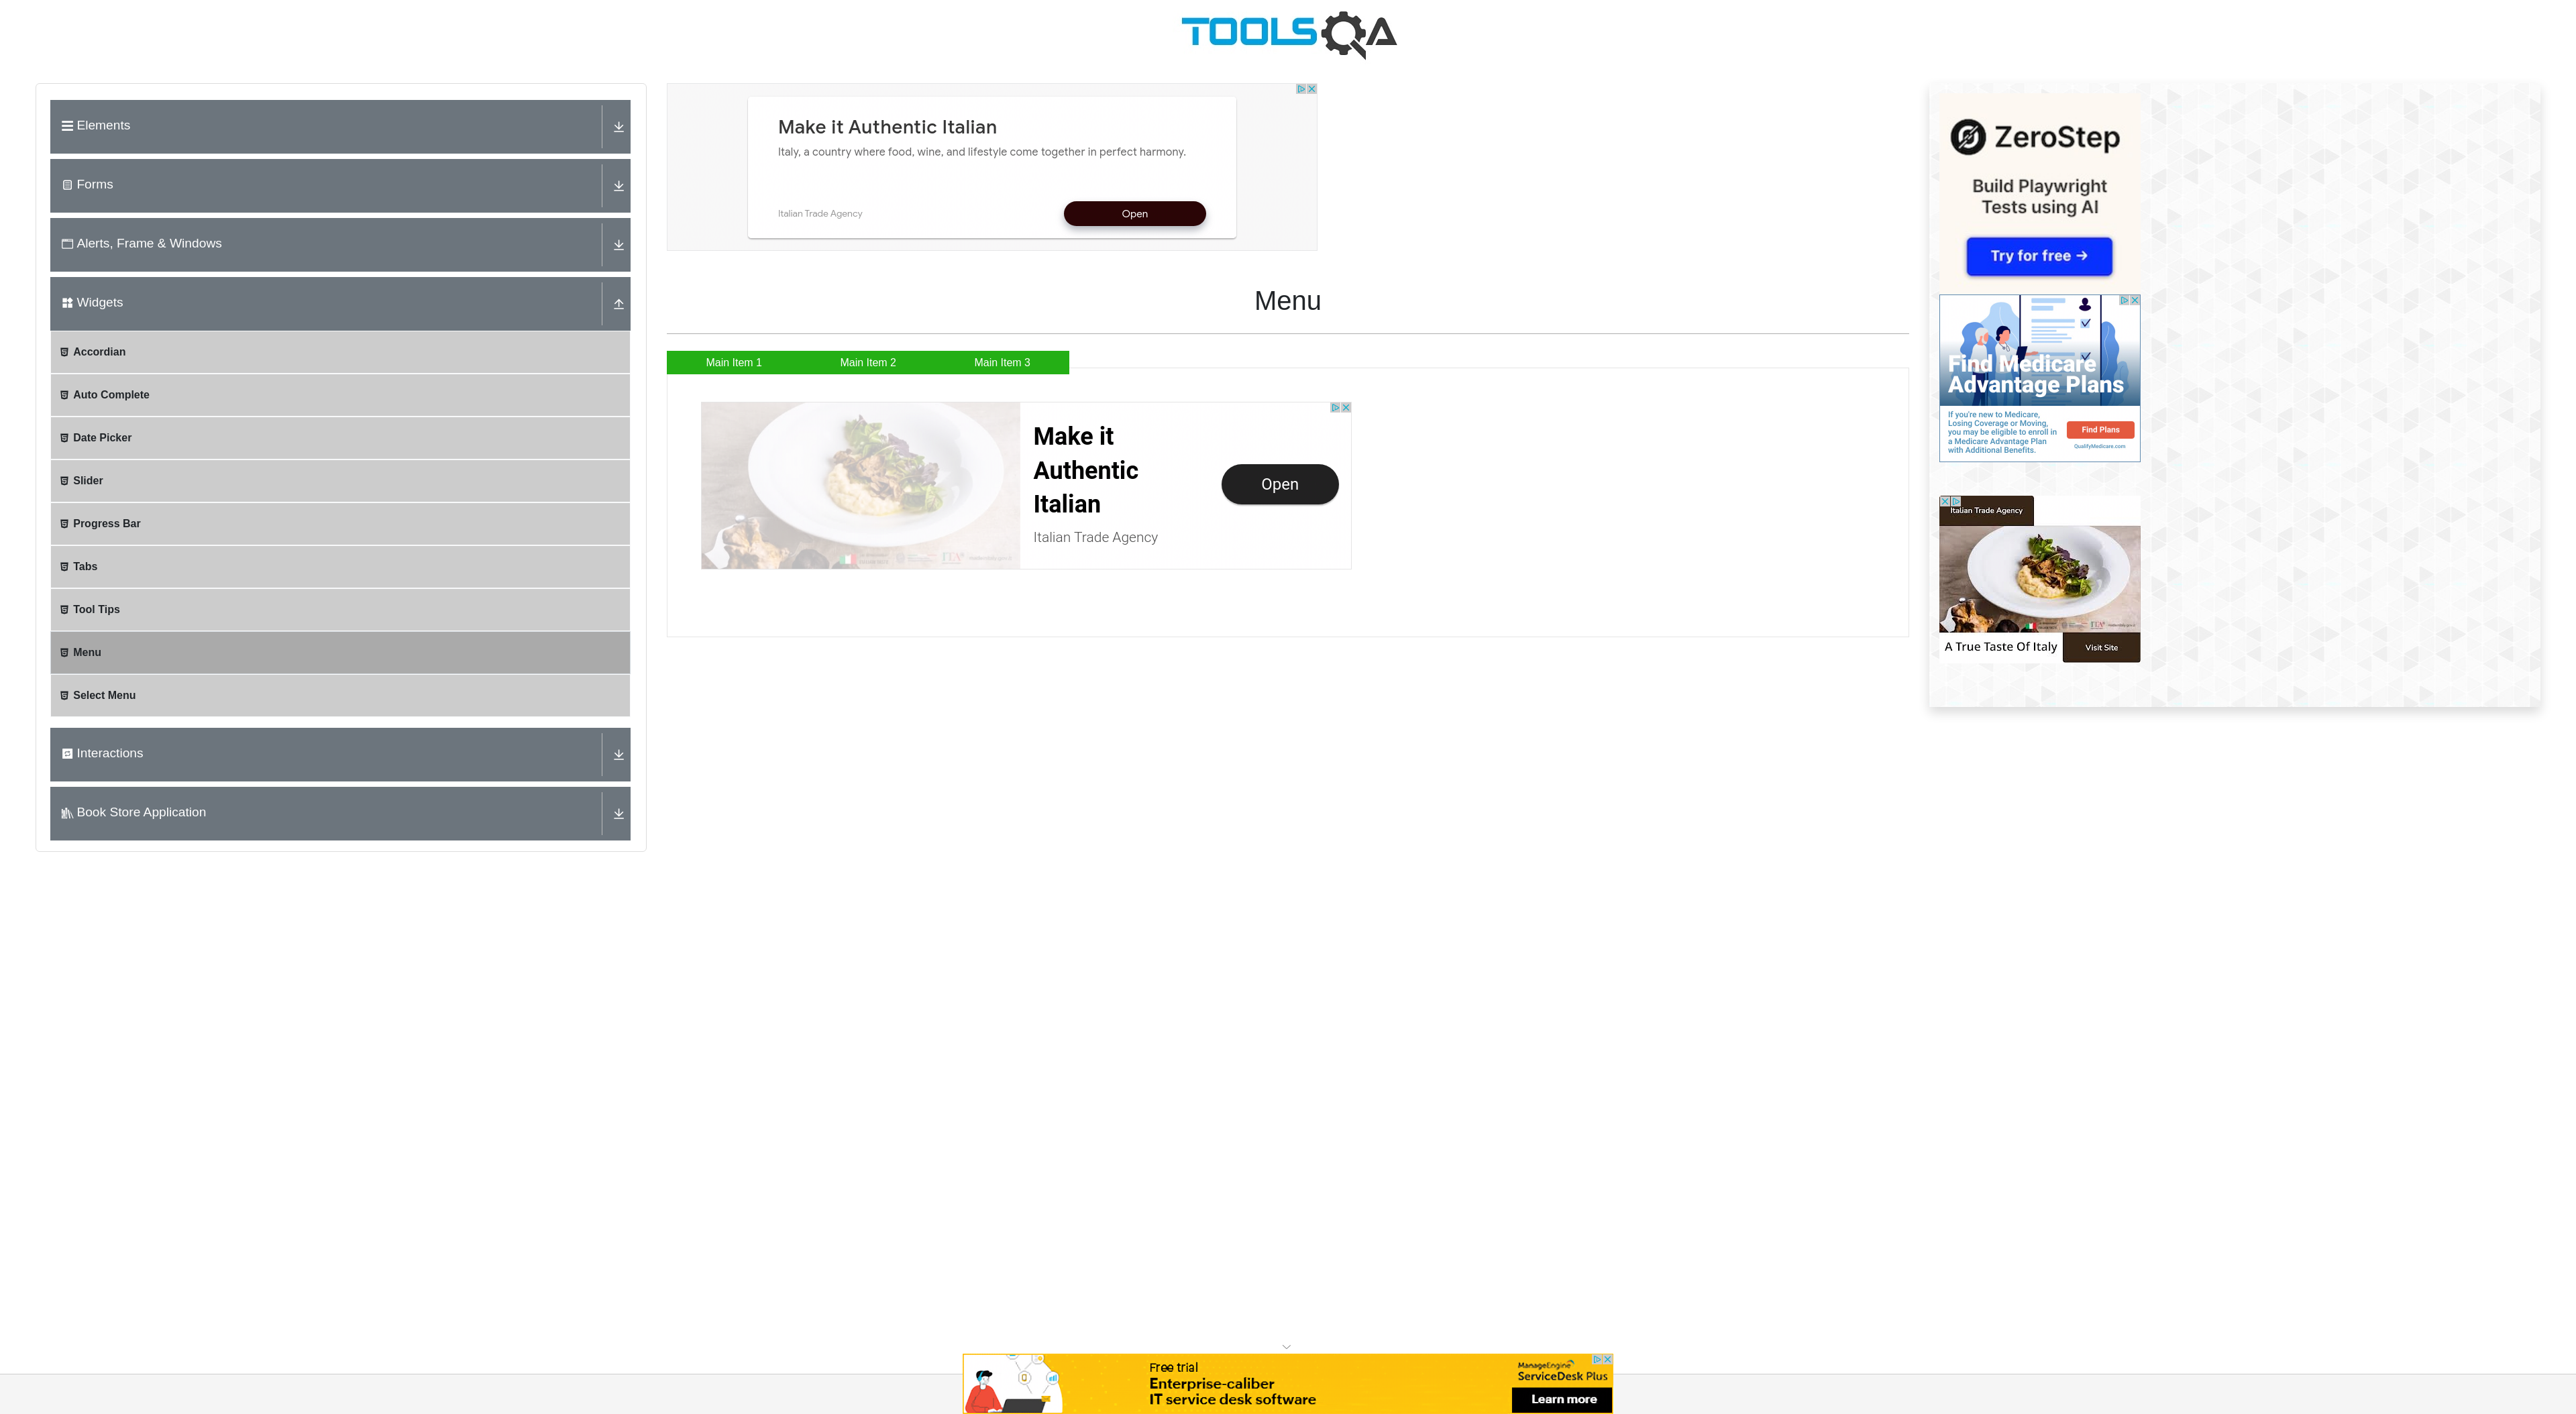 TOOLSQA
Elements
Forms
Alerts, Frame & Windows
Widgets
Accordian
Auto Complete
Date Picker
Slider
Progress Bar
Tabs
Tool Tips
Menu
Select Menu
Interactions
Book Store Application
Make it Authentic Italian
Italy, a country where food, wine, and lifestyle come together in perfect harmony.
Italian Trade Agency
Open
Menu
Main Item 1
Main Item 2
Main Item 3
Make it
Authentic
Italian
Italian Trade Agency
Open
ZeroStep
Build Playwright
Tests using AI
Try for free →
Find Medicare
Advantage Plans
If you're new to Medicare,
Losing Coverage or Moving,
you may be eligible to enroll in
a Medicare Advantage Plan
with Additional Benefits.
Find Plans
QualifyMedicare.com
Italian Trade Agency
A True Taste Of Italy
Visit Site
Free trial
Enterprise-caliber
IT service desk software
ManageEngine
ServiceDesk Plus
Learn more